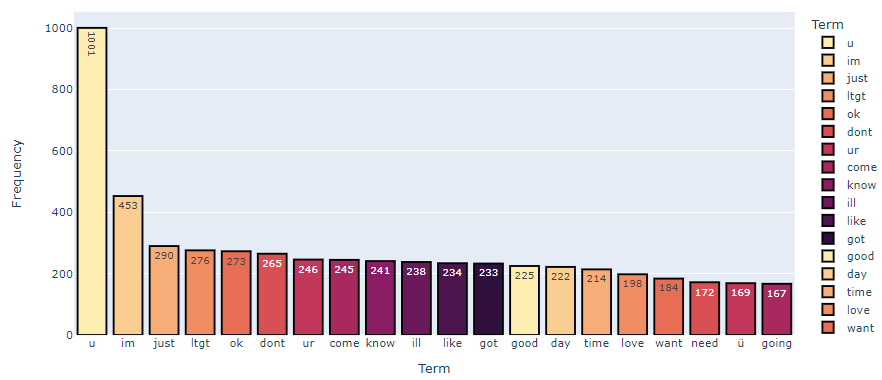 1000
800
600
400
200
0
Frequency
1001
453
290
276
273
265
246
245
241
238
234
233
225
222
214
198
184
172
169
167
u im just ltgt ok dont ur come know ill like got good day time love want need ü going
Term
Term
u
im
just
ltgt
ok
dont
ur
come
know
ill
like
got
good
day
time
love
want